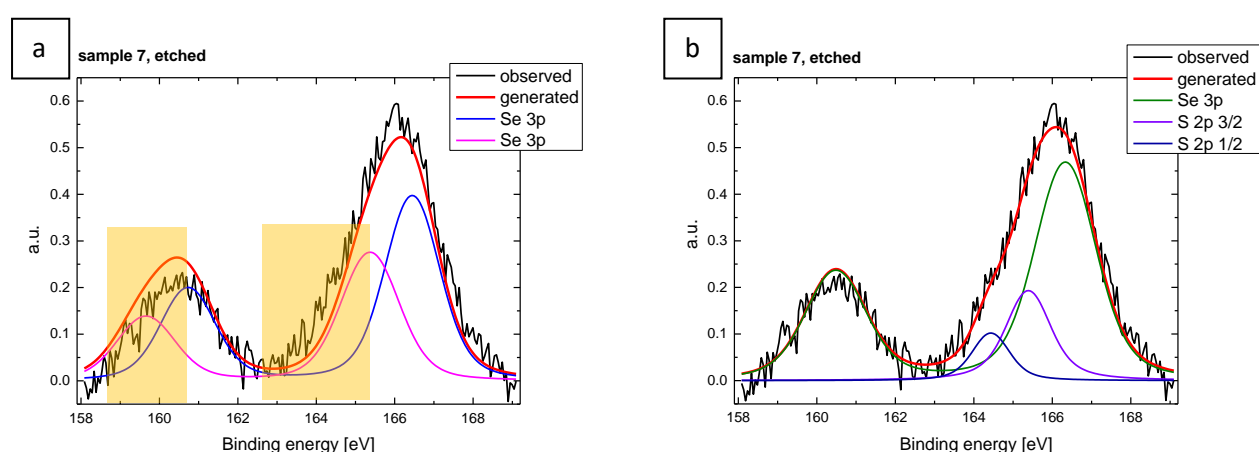 a
sample 7, etched
observed
generated
Se 3p
Se 3p
0.6
0.5
0.4
0.3
0.2
0.1
0.0
a.u.
158 160 162 164 166 168
Binding energy [eV]
b
sample 7, etched
observed
generated
Se 3p
S 2p 3/2
S 2p 1/2
0.6
0.5
0.4
0.3
0.2
0.1
0.0
a.u.
158 160 162 164 166 168
Binding energy [eV]